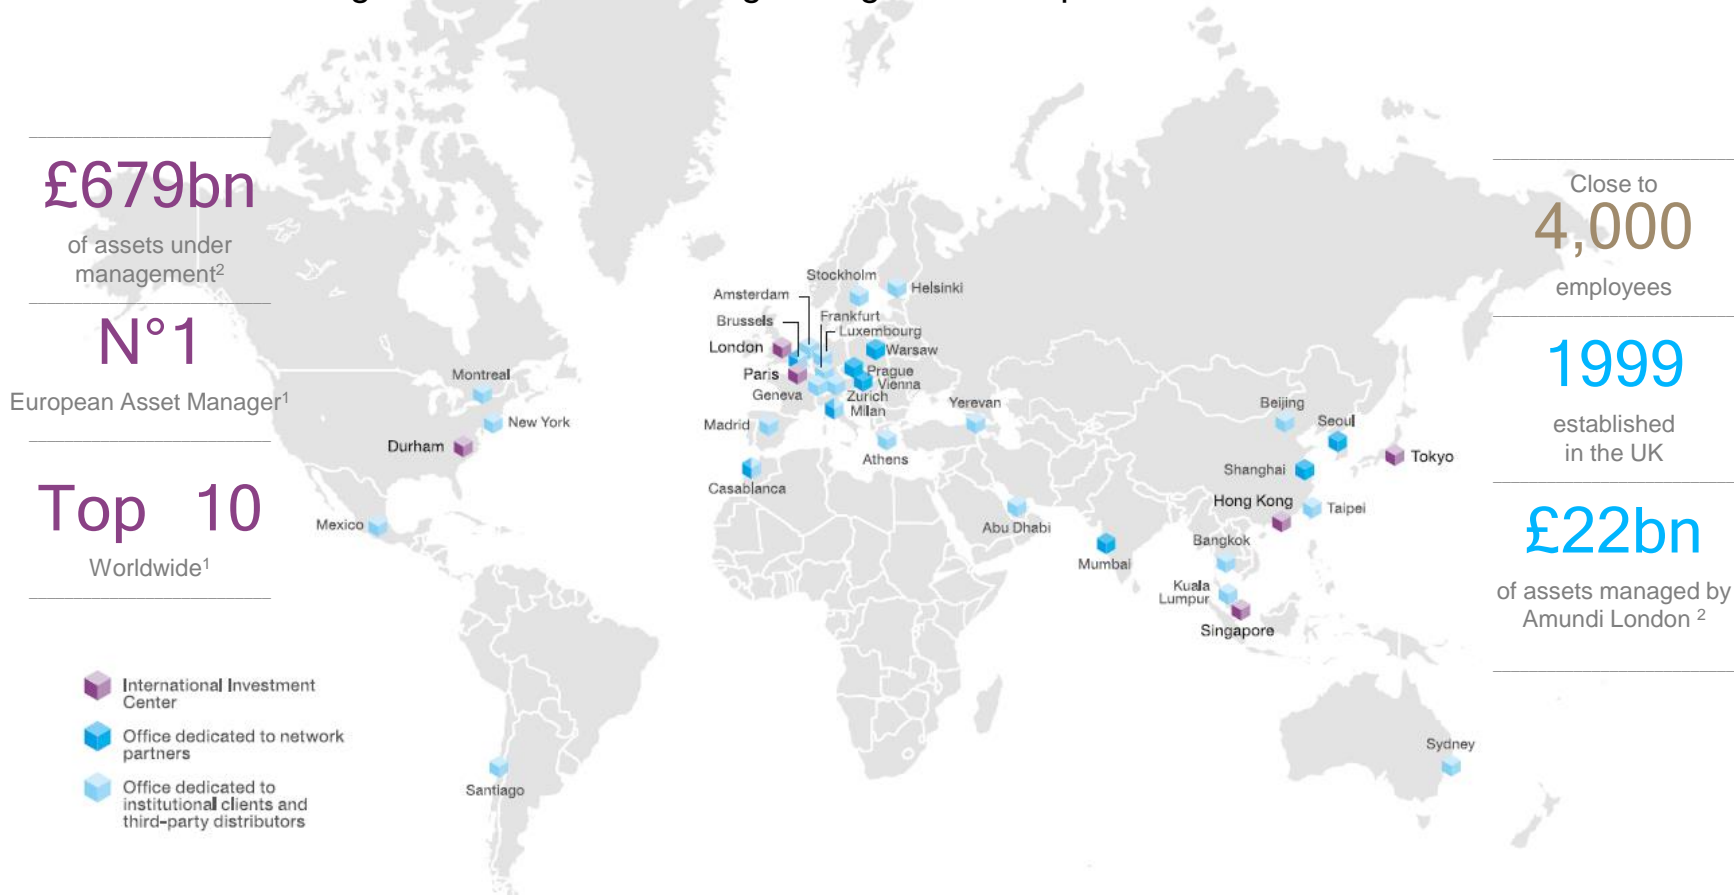 £679bn
of assets under
management²
N°1
European Asset Manager¹
Top 10
Worldwide¹
Close to
4,000
employees
1999
established
in the UK
£22bn
of assets managed by
Amundi London ²
Stockholm
Helsinki
Amsterdam
Frankfurt
Brussels
Luxembourg
London
Warsaw
Paris
Prague
Vienna
Geneva
Zurich
Milan
Madrid
Yerevan
Athens
Casablanca
Montreal
New York
Durham
Mexico
Santiago
Abu Dhabi
Mumbai
Beijing
Seoul
Tokyo
Shanghai
Hong Kong
Taipei
Bangkok
Kuala
Lumpur
Singapore
Sydney
International Investment
Center
Office dedicated to network
partners
Office dedicated to
institutional clients and
third-party distributors